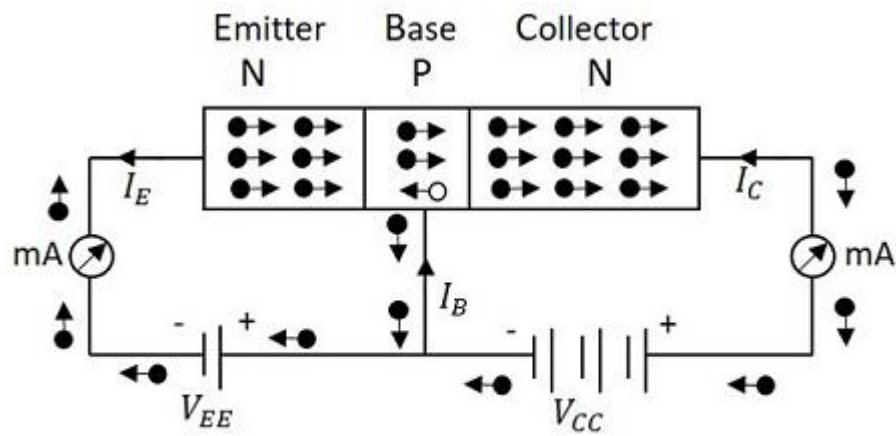 Emitter Base Collector
N P N
I_E I_C
mA mA
I_B
- + - +
V_EE V_CC